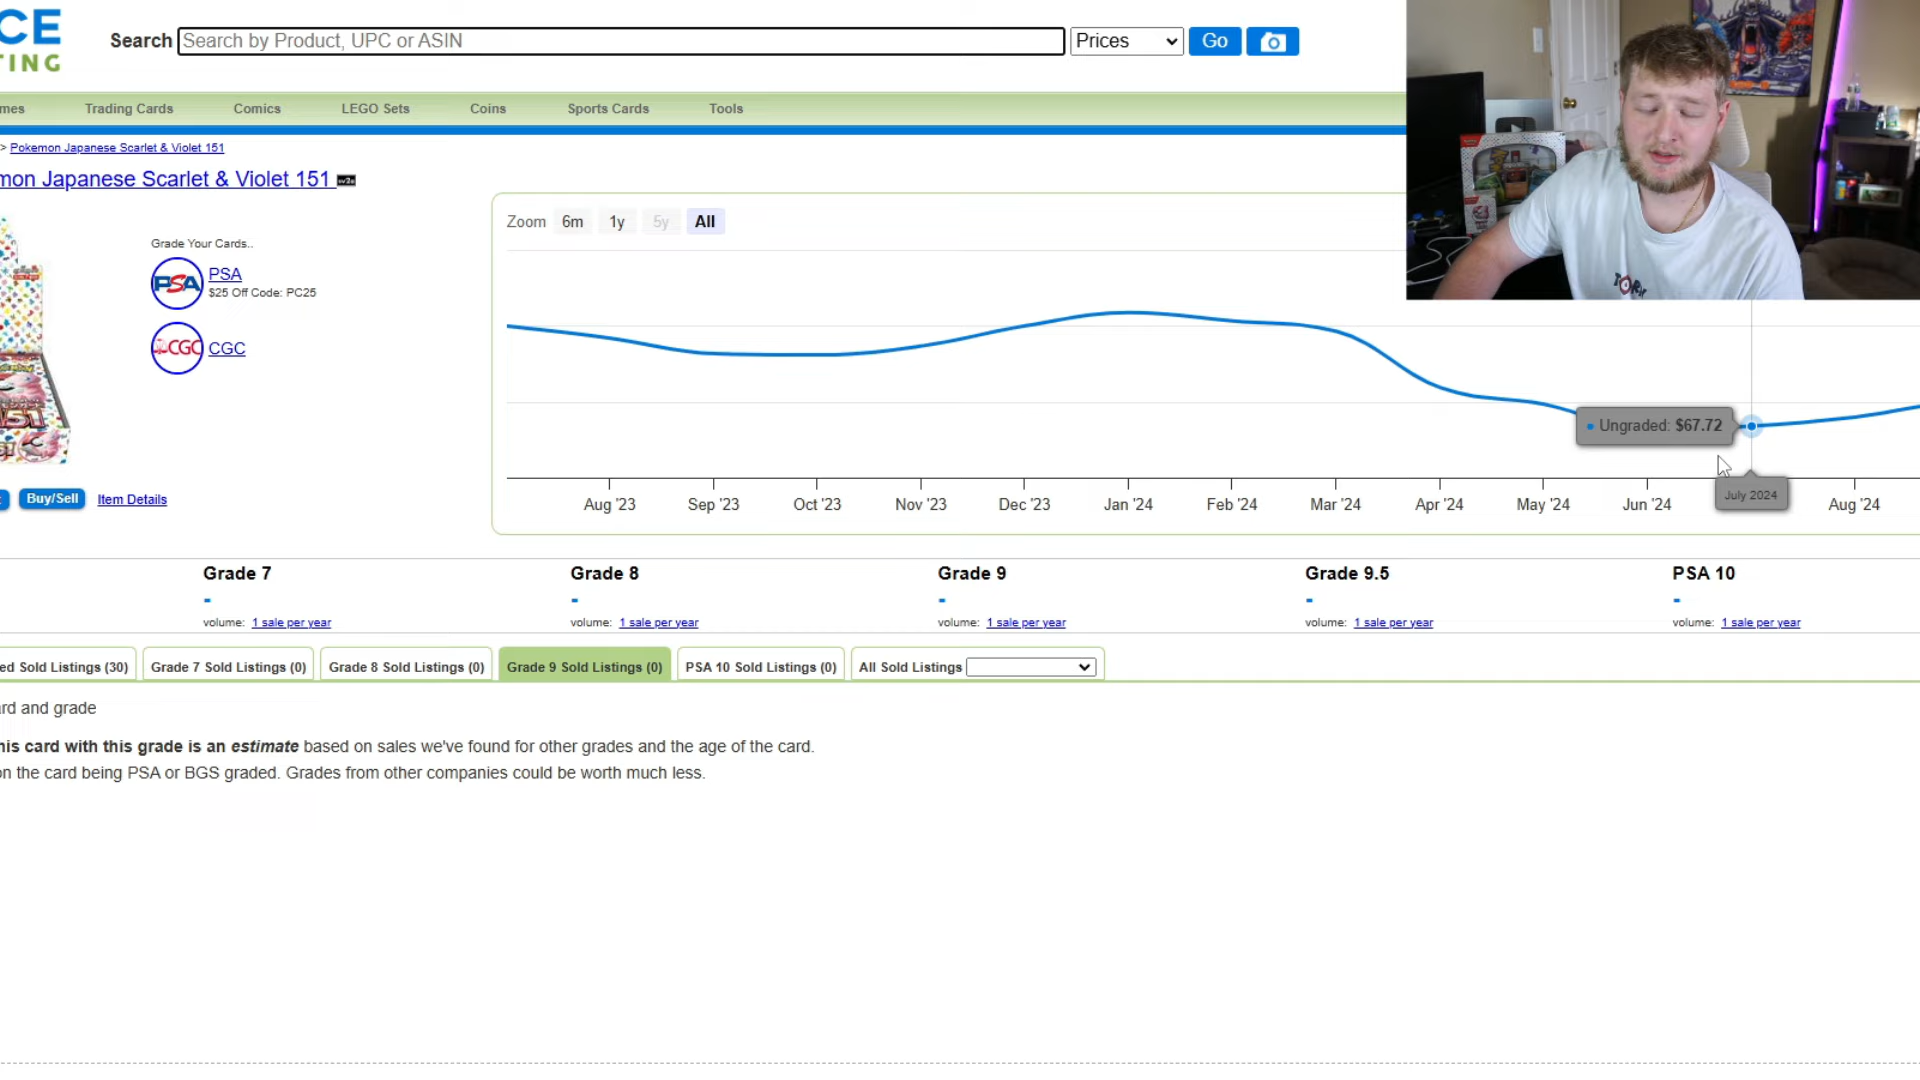 CE
TING
Search
Search by Product, UPC or ASIN
Prices
Go
mes
Trading Cards
Comics
LEGO Sets
Coins
Sports Cards
Tools
> Pokemon Japanese Scarlet & Violet 151
mon Japanese Scarlet & Violet 151
Grade Your Cards..
PSA
PSA
$25 Off Code: PC25
CGC
CGC
151
Buy/Sell
Item Details
Zoom
6m
1y
5y
All
Ungraded: $67.72
July 2024
Aug '23
Sep '23
Oct '23
Nov '23
Dec '23
Jan '24
Feb '24
Mar '24
Apr '24
May '24
Jun '24
Aug '24
Grade 7
-
volume: 1 sale per year
Grade 8
-
volume: 1 sale per year
Grade 9
-
volume: 1 sale per year
Grade 9.5
-
volume: 1 sale per year
PSA 10
-
volume: 1 sale per year
ed Sold Listings (30)
Grade 7 Sold Listings (0)
Grade 8 Sold Listings (0)
Grade 9 Sold Listings (0)
PSA 10 Sold Listings (0)
All Sold Listings
rd and grade
his card with this grade is an estimate based on sales we've found for other grades and the age of the card.
on the card being PSA or BGS graded. Grades from other companies could be worth much less.